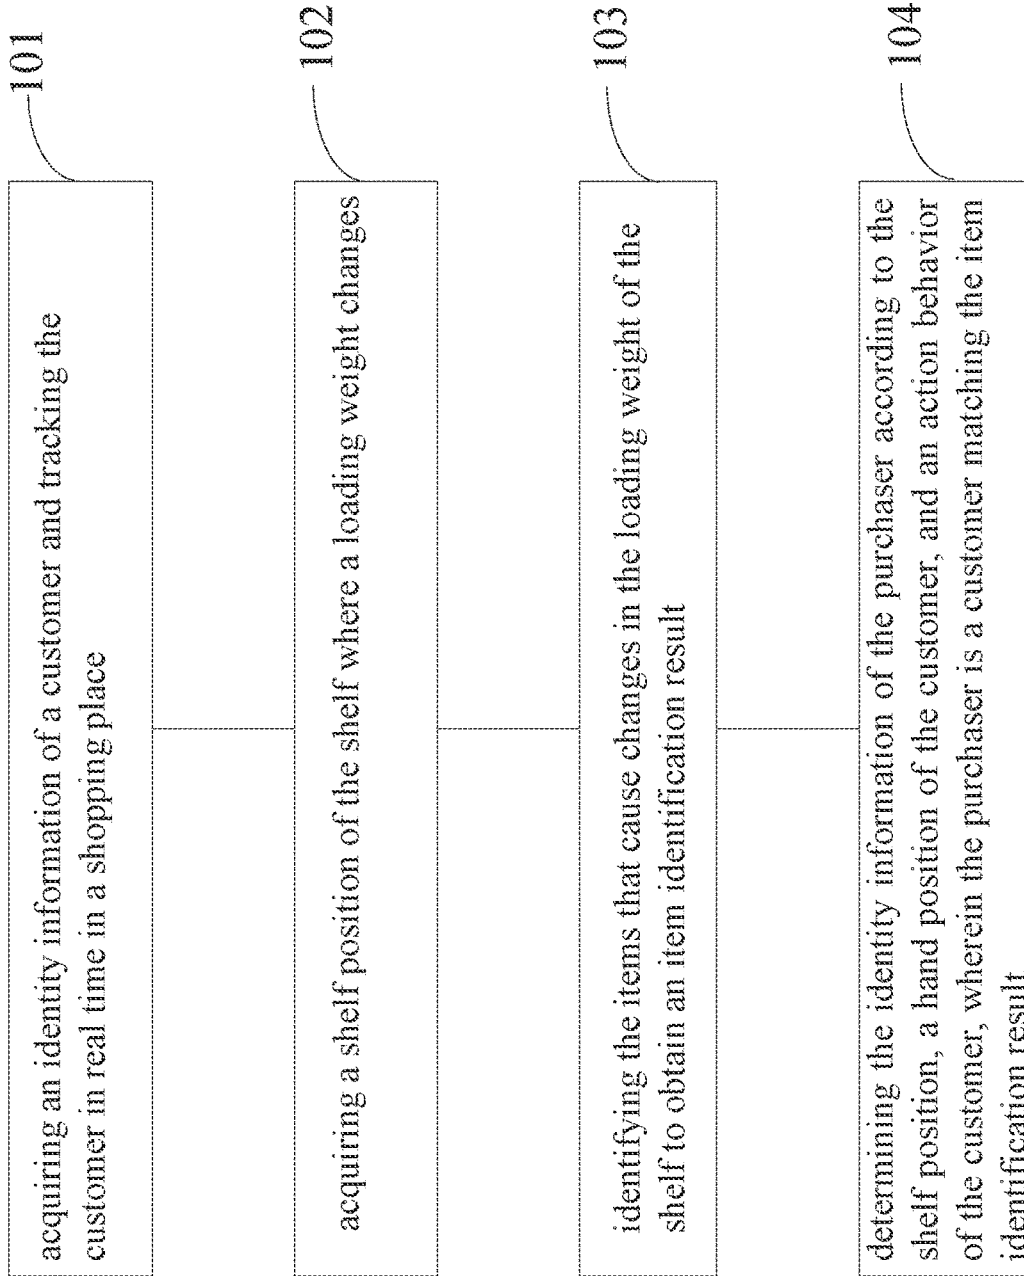 101
acquiring an identity information of a customer and tracking the
customer in real time in a shopping place
102
acquiring a shelf position of the shelf where a loading weight changes
103
identifying the items that cause changes in the loading weight of the
shelf to obtain an item identification result
104
determining the identity information of the purchaser according to the
shelf position, a hand position of the customer, and an action behavior
of the customer, wherein the purchaser is a customer matching the item
identification result